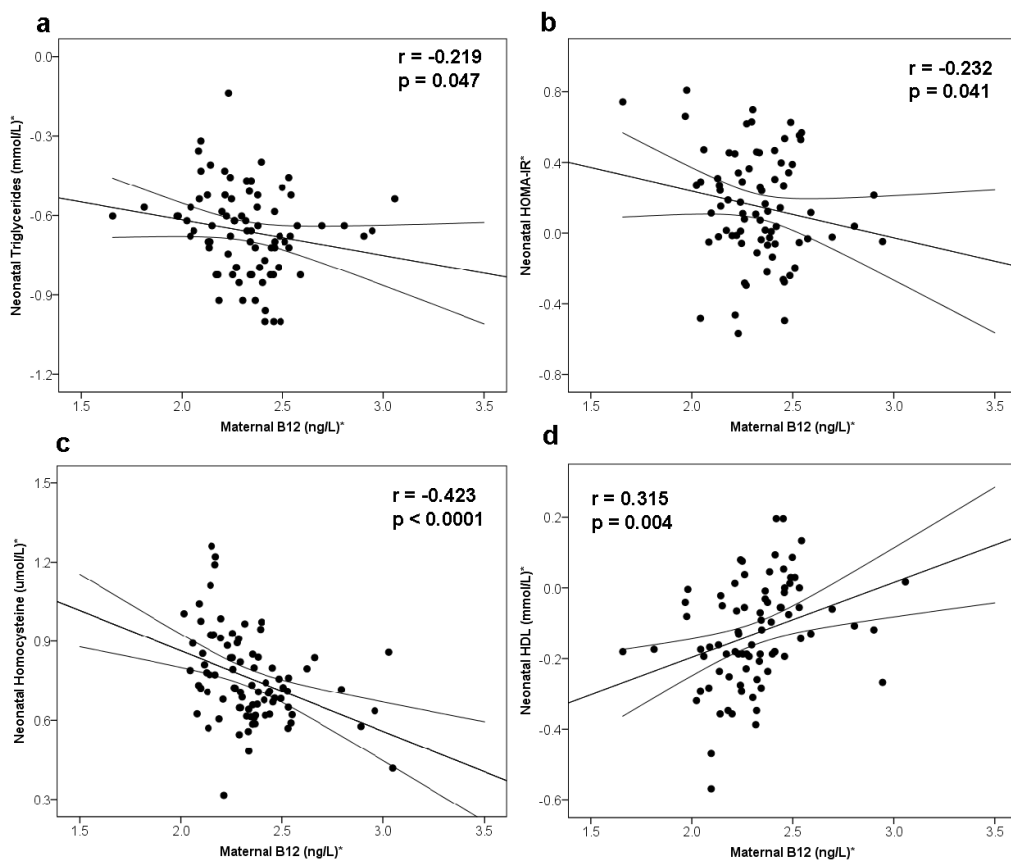 a
r = -0.219
p = 0.047
0.0
-0.3
-0.6
-0.9
-1.2
Neonatal Triglycerides (mmol/L)*
1.5 2.0 2.5 3.0 3.5
Maternal B12 (ng/L)*
b
r = -0.232
p = 0.041
0.8
0.4
0.0
-0.4
-0.8
Neonatal HOMA-IR*
1.5 2.0 2.5 3.0 3.5
Maternal B12 (ng/L)*
c
r = -0.423
p < 0.0001
1.5
1.2
0.9
0.6
0.3
Neonatal Homocysteine (umol/L)*
1.5 2.0 2.5 3.0 3.5
Maternal B12 (ng/L)*
d
r = 0.315
p = 0.004
0.2
0.0
-0.2
-0.4
-0.6
Neonatal HDL (mmol/L)*
1.5 2.0 2.5 3.0 3.5
Maternal B12 (ng/L)*